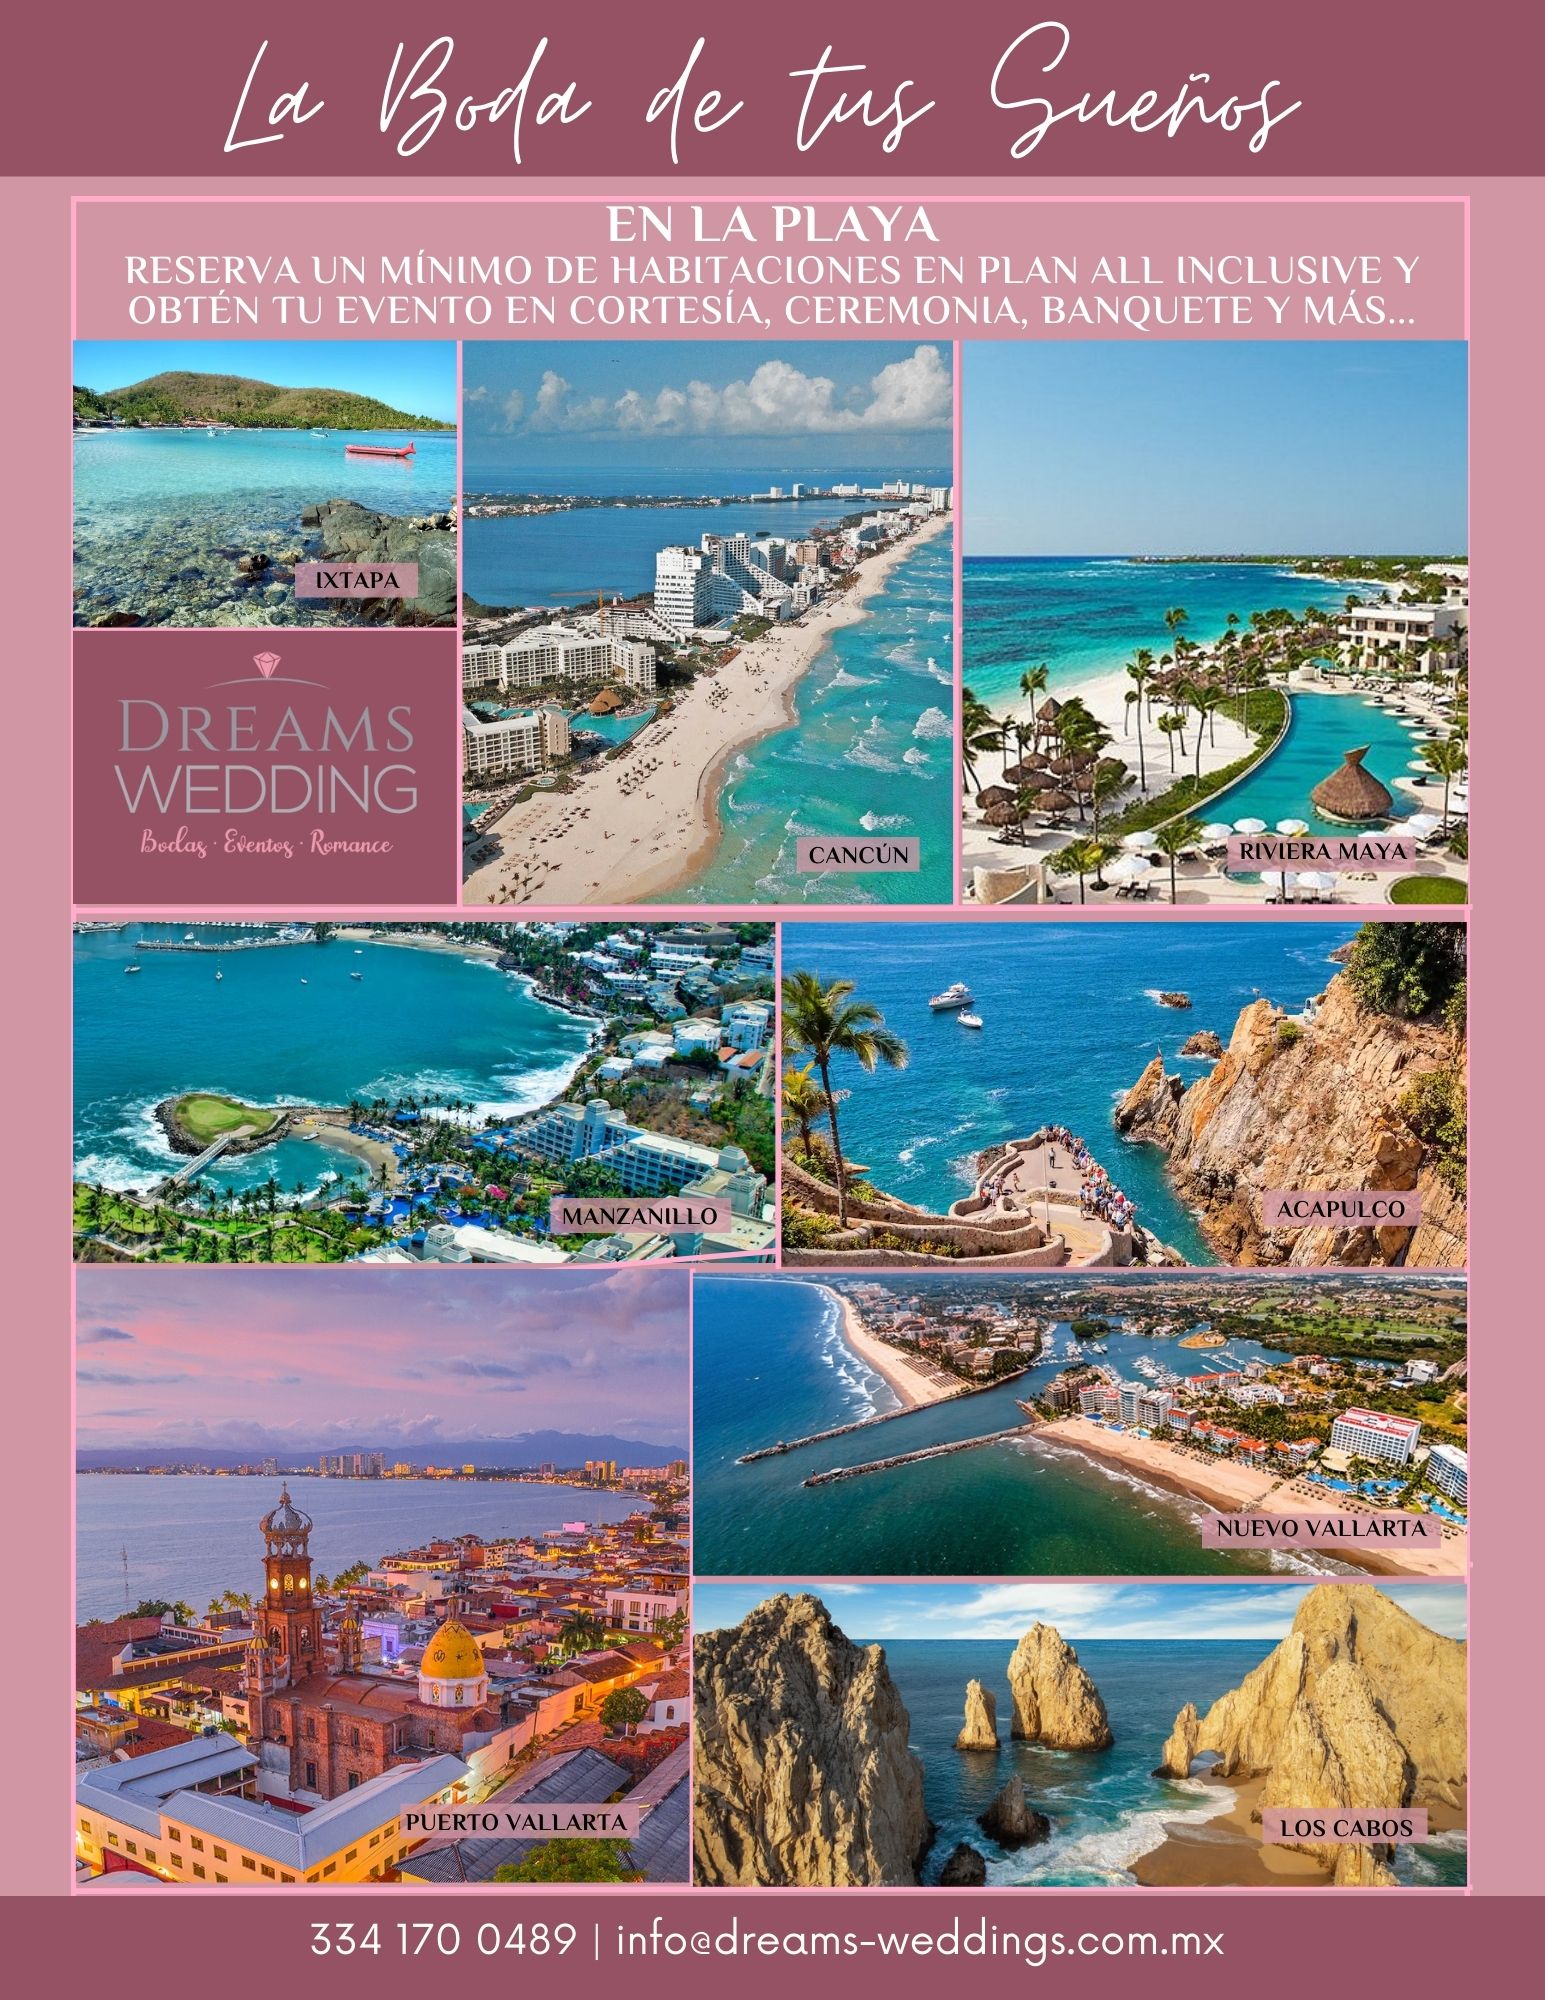 La Boda de tus Sueños
EN LA PLAYA
RESERVA UN MÍNIMO DE HABITACIONES EN PLAN ALL INCLUSIVE Y
OBTÉN TU EVENTO EN CORTESÍA, CEREMONIA, BANQUETE Y MÁS...
IXTAPA
DREAMS
WEDDING
Bodas · Eventos · Romance
CANCÚN
RIVIERA MAYA
MANZANILLO
ACAPULCO
PUERTO VALLARTA
NUEVO VALLARTA
LOS CABOS
334 170 0489 | info@dreams-weddings.com.mx